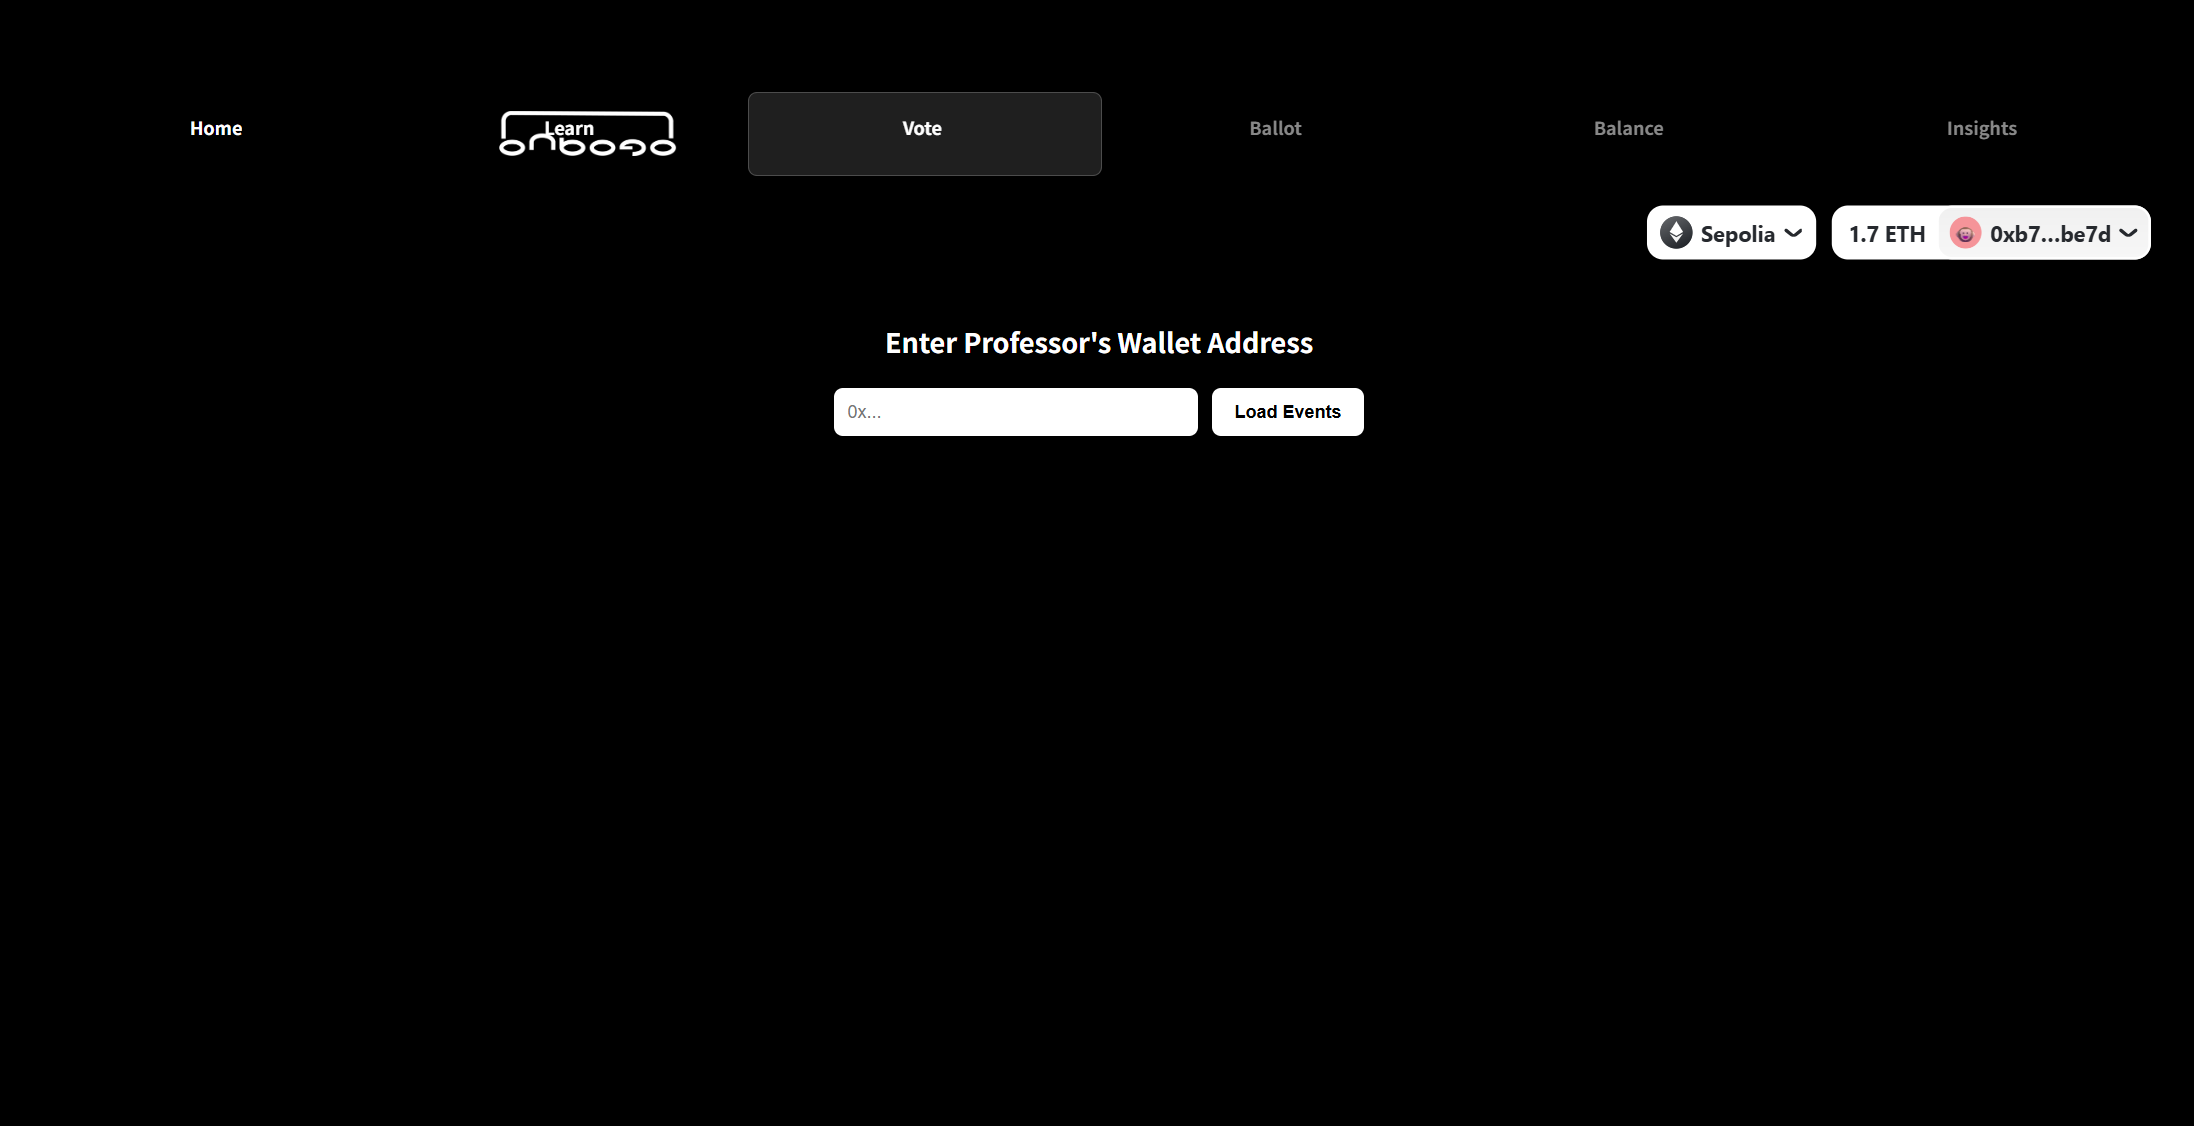 Home
Learn
Vote
Ballot
Balance
Insights
Sepolia
1.7 ETH
0xb7...be7d
Enter Professor's Wallet Address
0x...
Load Events